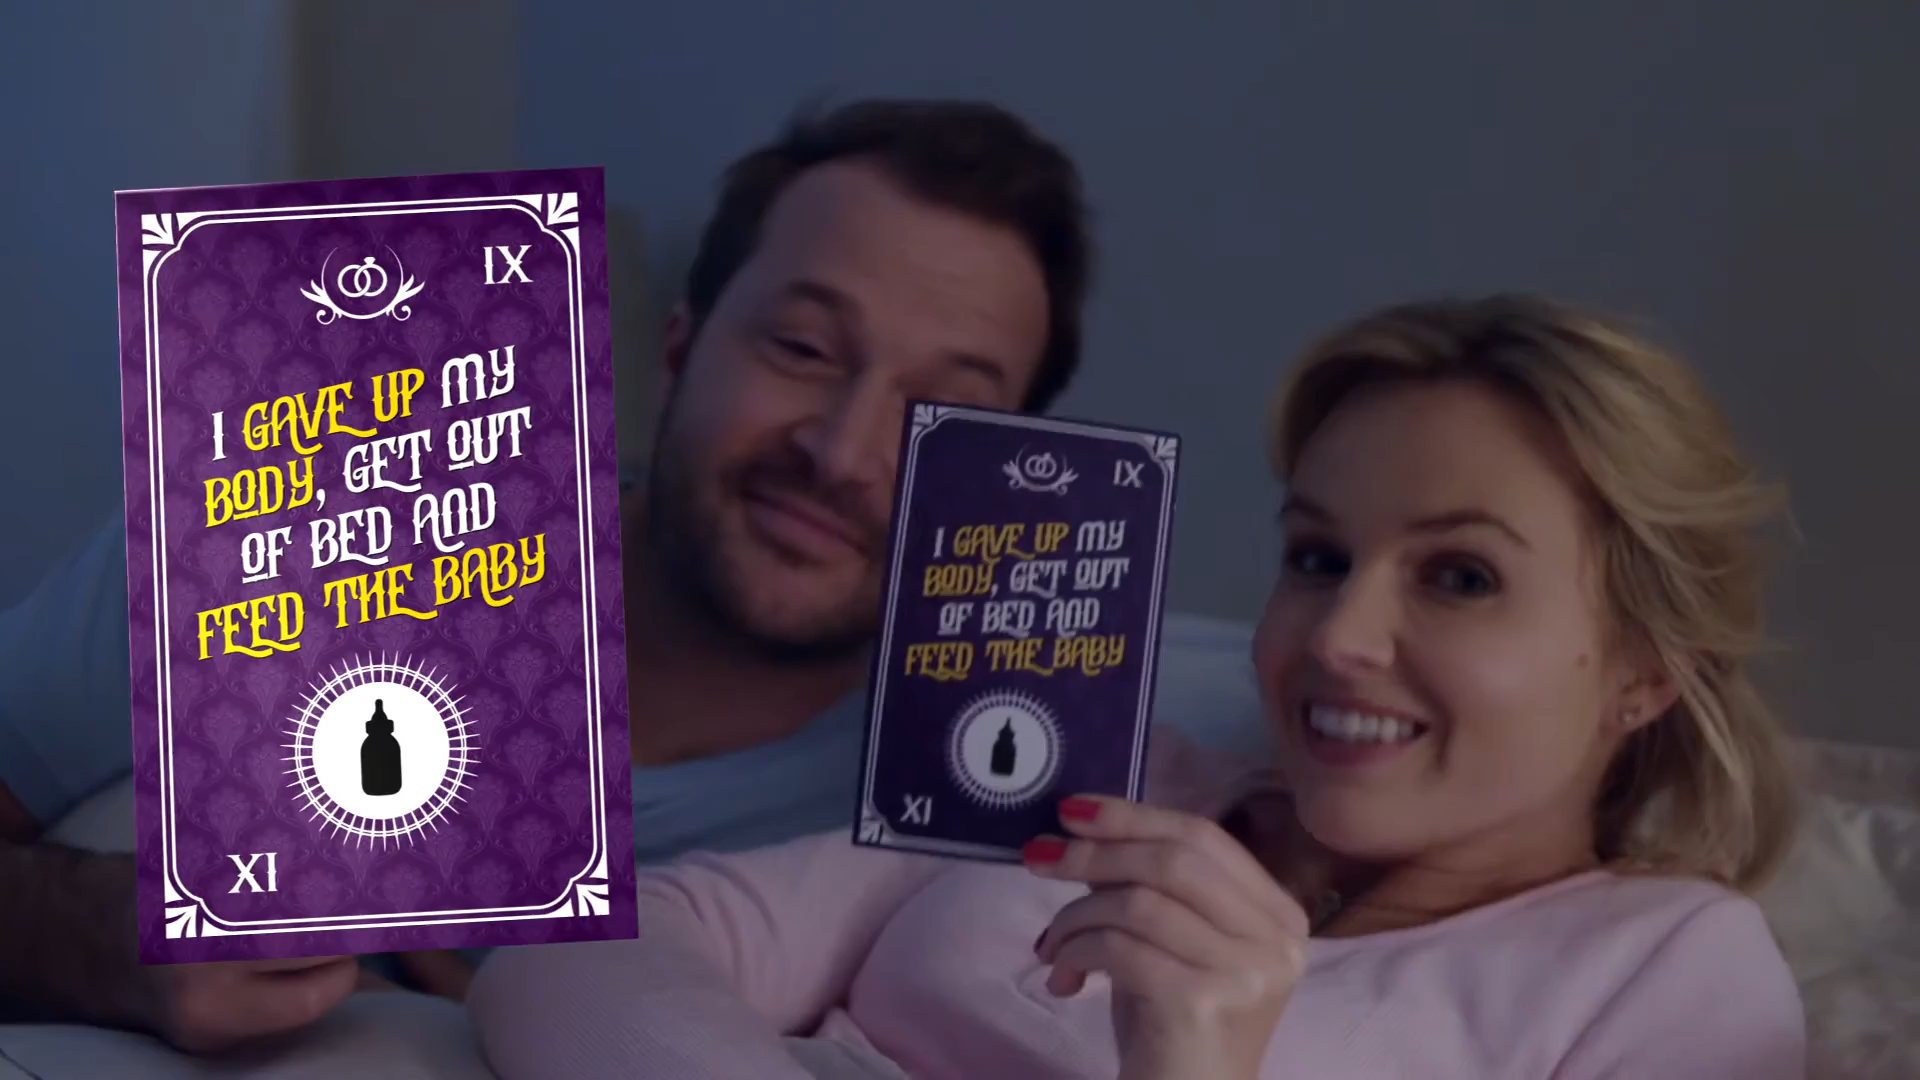 IX
I GAVE UP MY
BODY, GET OUT
OF BED AND
FEED THE BABY
XI
IX
I GAVE UP MY
BODY, GET OUT
OF BED AND
FEED THE BABY
XI